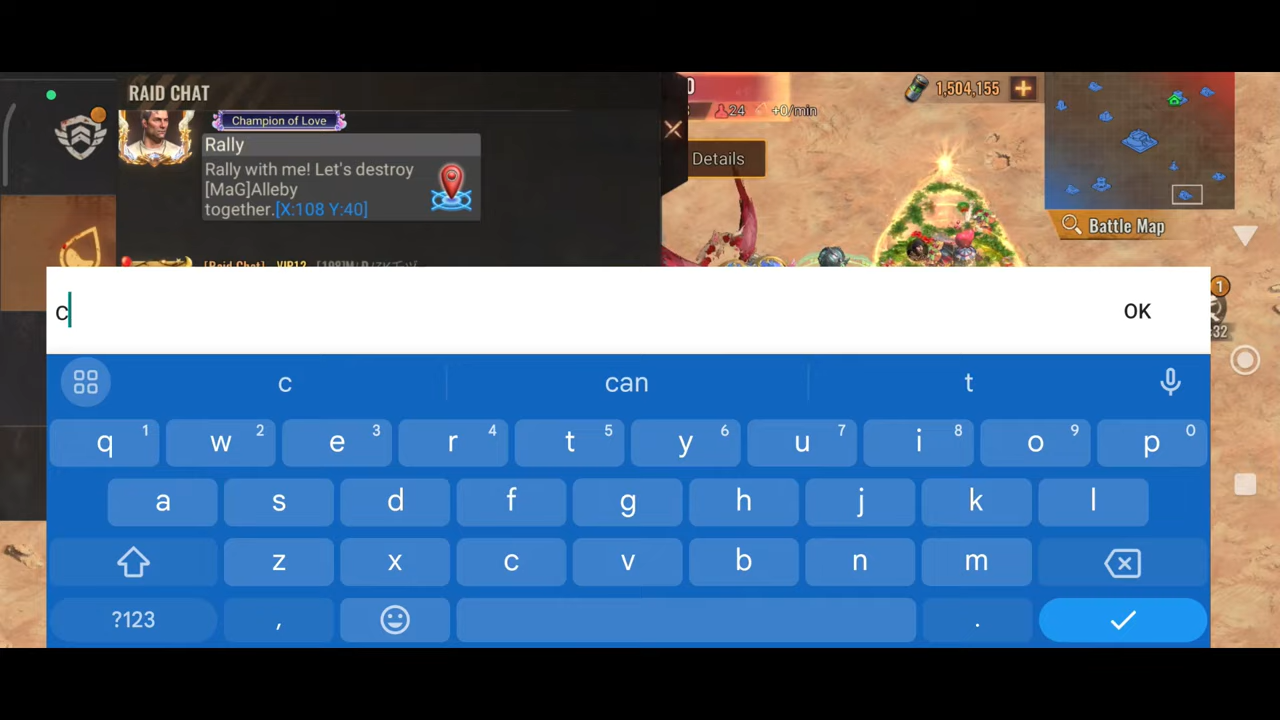 RAID CHAT
Champion of Love
Rally
Rally with me! Let's destroy
[MaG]Alleby
together.[X:108 Y:40]
24
+0/min
1,504,155
Details
Battle Map
1
:32
c
OK
c can t
q 1 w 2 e 3 r 4 t 5 y 6 u 7 i 8 o 9 p 0
a s d f g h j k l
z x c v b n m
?123 , .